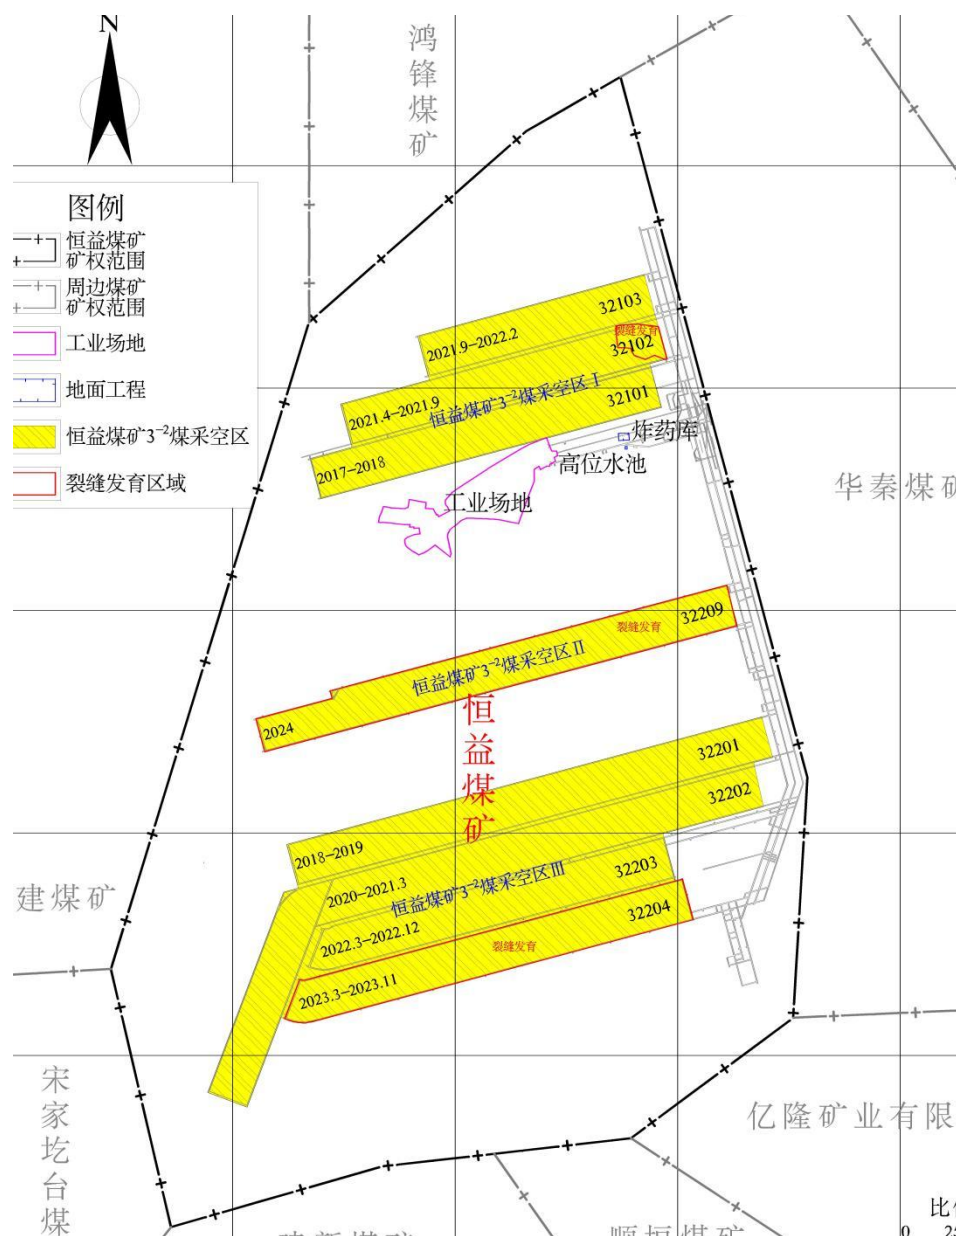 N
鸿锋煤矿
图例
恒益煤矿
矿权范围
周边煤矿
矿权范围
工业场地
地面工程
恒益煤矿3⁻²煤采空区
裂缝发育区域
32103
裂缝发育
2021.9-2022.2
32102
2021.4-2021.9
恒益煤矿3⁻²煤采空区Ⅰ
32101
2017-2018
炸药库
高位水池
工业场地
华秦煤矿
32209
裂缝发育
恒益煤矿3⁻²煤采空区Ⅱ
2024
恒益煤矿
32201
32202
2018-2019
2020-2021.3
32203
恒益煤矿3⁻²煤采空区Ⅲ
32204
2022.3-2022.12
裂缝发育
2023.3-2023.11
建煤矿
宋家圪台煤
亿隆矿业有限
顺垣煤矿
0